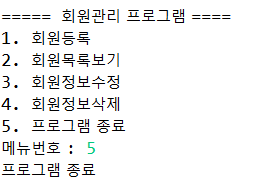 ===== 회원관리 프로그램 ====
1. 회원등록
2. 회원목록보기
3. 회원정보수정
4. 회원정보삭제
5. 프로그램 종료
메뉴번호 : 5
프로그램 종료